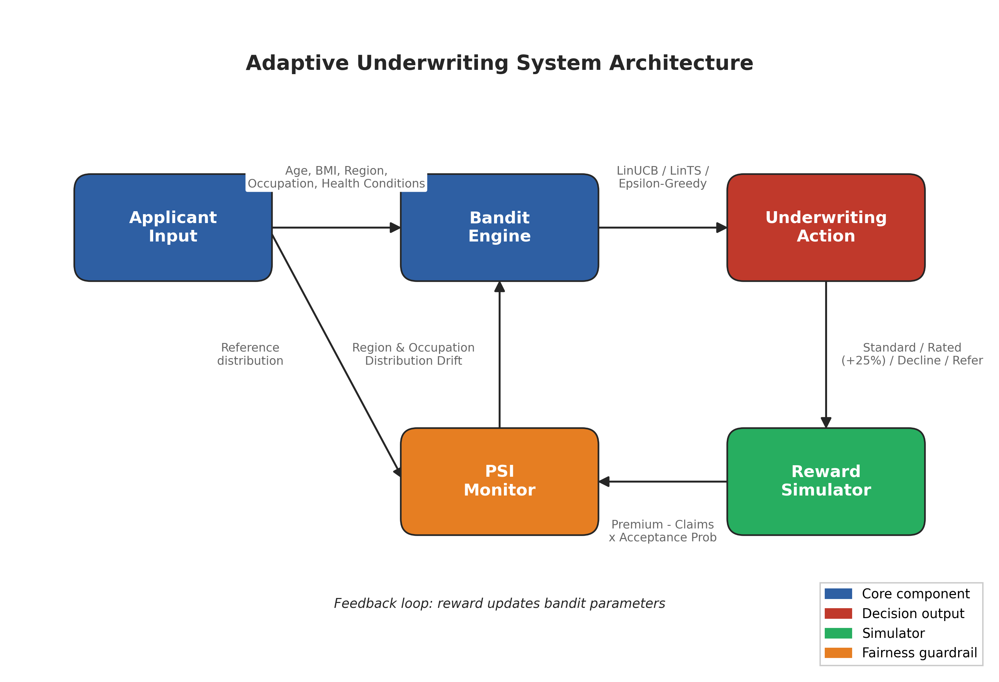 Adaptive Underwriting System Architecture
Age, BMI, Region,
Occupation, Health Conditions
LinUCB / LinTS /
Epsilon-Greedy
Applicant
Input
Bandit
Engine
Underwriting
Action
Reference
distribution
Region & Occupation
Distribution Drift
Standard / Rated
(+25%) / Decline / Refer
PSI
Monitor
Reward
Simulator
Premium - Claims
x Acceptance Prob
Feedback loop: reward updates bandit parameters
Core component
Decision output
Simulator
Fairness guardrail